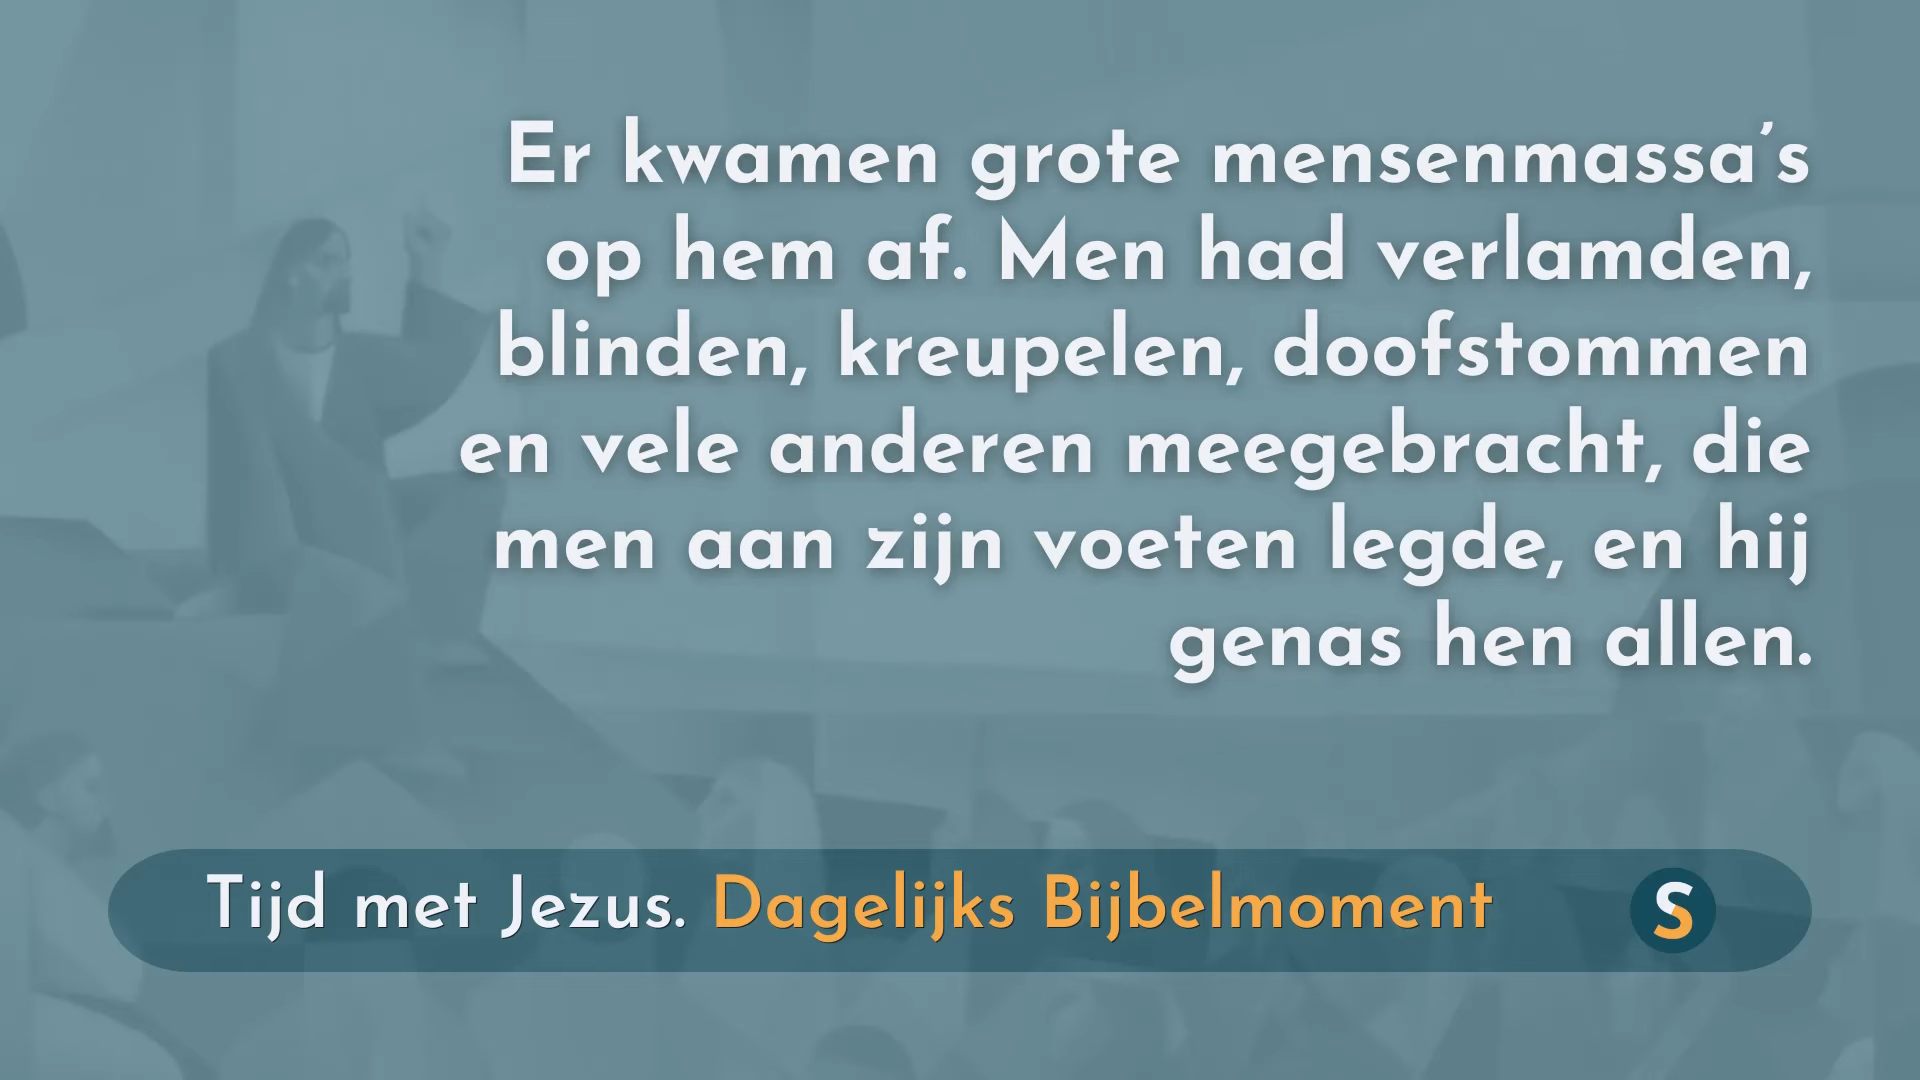 Er kwamen grote mensenmassa’s
op hem af. Men had verlamden,
blinden, kreupelen, doofstommen
en vele anderen meegebracht, die
men aan zijn voeten legde, en hij
genas hen allen.
Tijd met Jezus. Dagelijks Bijbelmoment
S